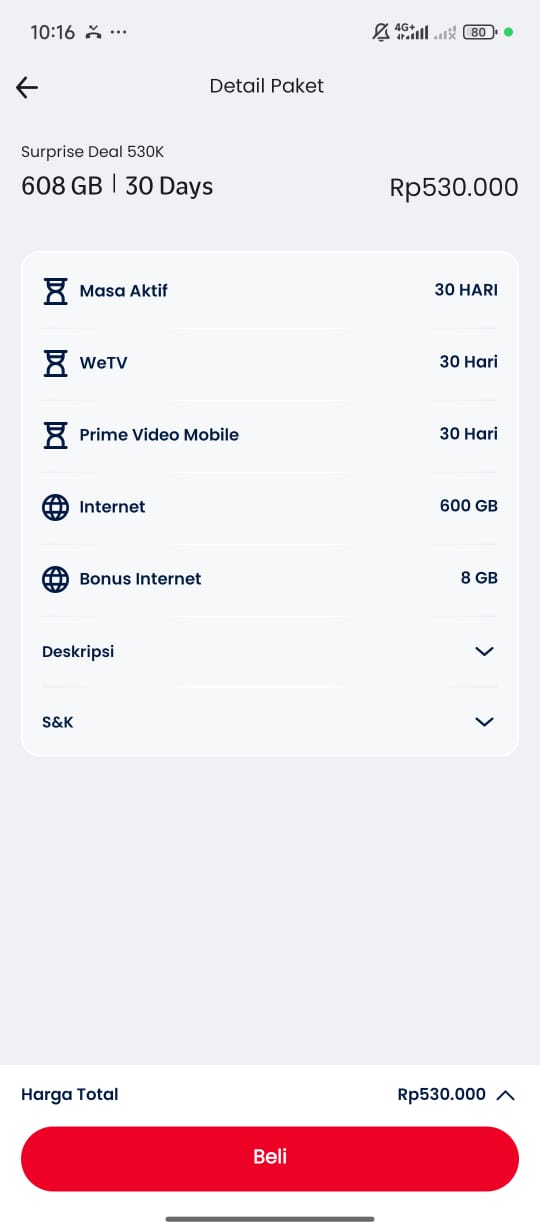 10:16
4G+
80
Detail Paket
Surprise Deal 530K
608 GB | 30 Days
Rp530.000
Masa Aktif
30 HARI
WeTV
30 Hari
Prime Video Mobile
30 Hari
Internet
600 GB
Bonus Internet
8 GB
Deskripsi
S&K
Harga Total
Rp530.000
Beli